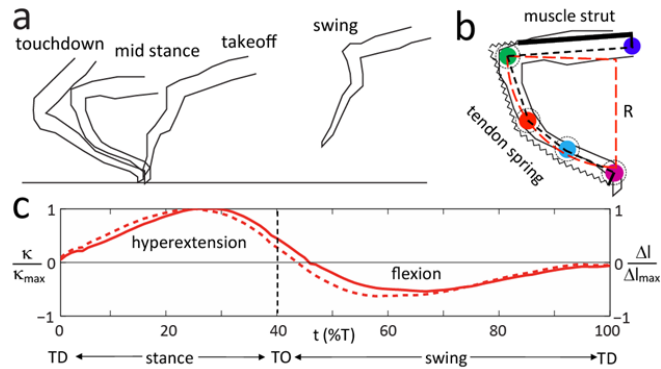 a
touchdown
mid stance
takeoff
swing
b
muscle strut
R
tendon spring
c
1
0
−1
κ
κmax
hyperextension
flexion
1
0
−1
Δl
Δlmax
0 20 40 60 80 100
t (%T)
TD stance TO swing TD